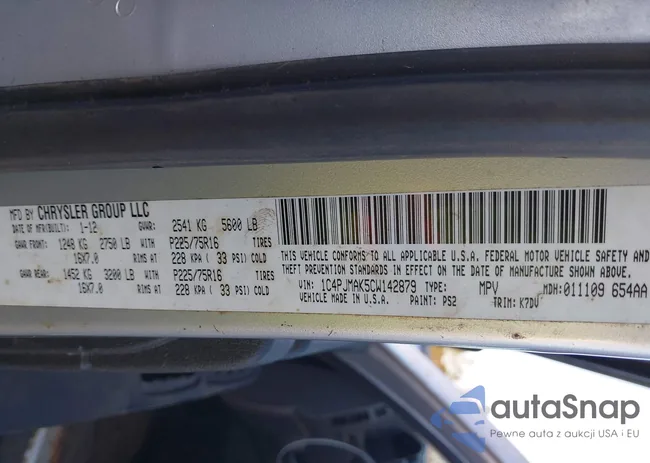 MFD BY CHRYSLER GROUP LLC
DATE OF MFR(BUILT): 1-12 GVWR: 2541 KG 5600 LB
GAWR FRONT: 1248 KG 2750 LB WITH P225/75R16 TIRES
16X7.0 RIMS AT 228 KPA ( 33 PSI) COLD
GAWR REAR: 1452 KG 3200 LB WITH P225/75R16 TIRES
16X7.0 RIMS AT 228 KPA ( 33 PSI) COLD
THIS VEHICLE CONFORMS TO ALL APPLICABLE U.S.A. FEDERAL MOTOR VEHICLE SAFETY AND
THEFT PREVENTION STANDARDS IN EFFECT ON THE DATE OF MANUFACTURE SHOWN ABOVE.
VIN: 1C4PJMAK5CW142879 TYPE: MPV MDH: 011109 654AA
VEHICLE MADE IN U.S.A. PAINT: PS2 TRIM: K7DV
autaSnap
Pewne auta z aukcji USA i EU